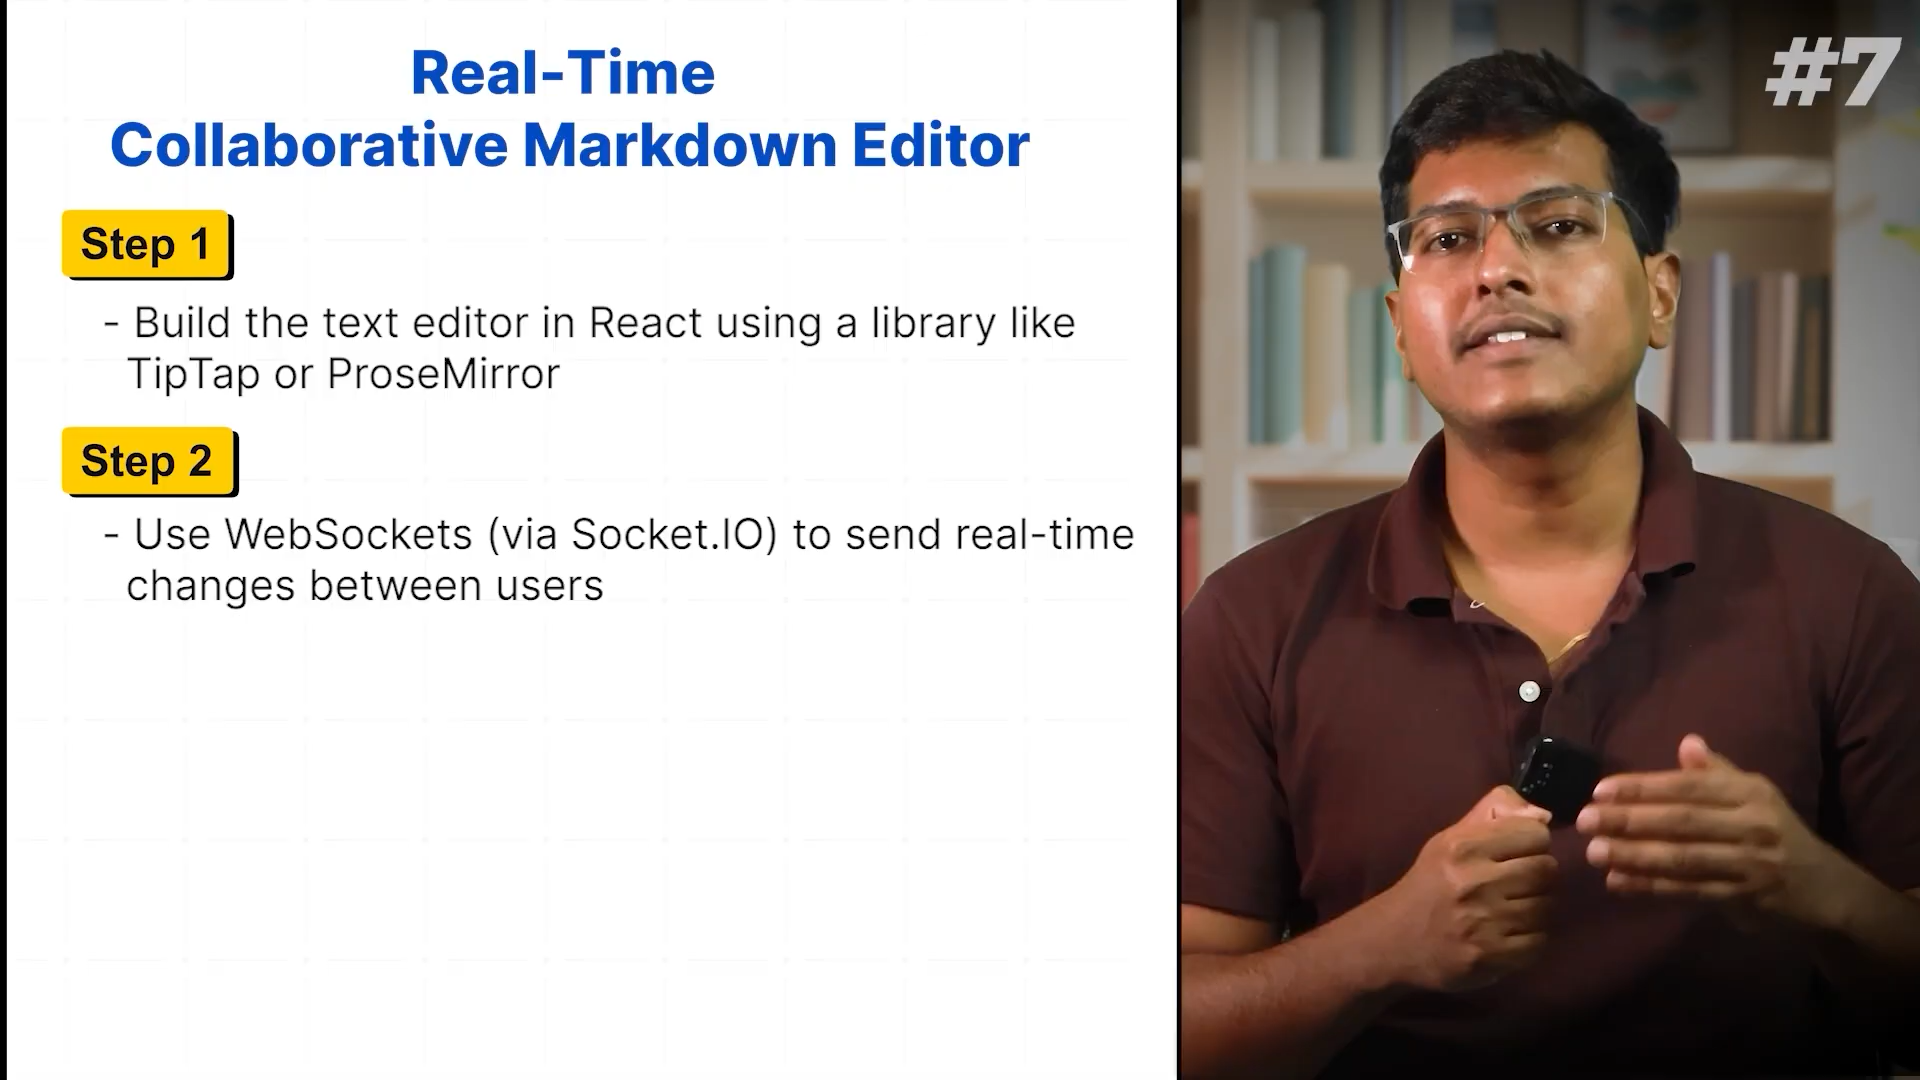 Real-Time
Collaborative Markdown Editor
Step 1
- Build the text editor in React using a library like
TipTap or ProseMirror
Step 2
- Use WebSockets (via Socket.IO) to send real-time
changes between users
#7